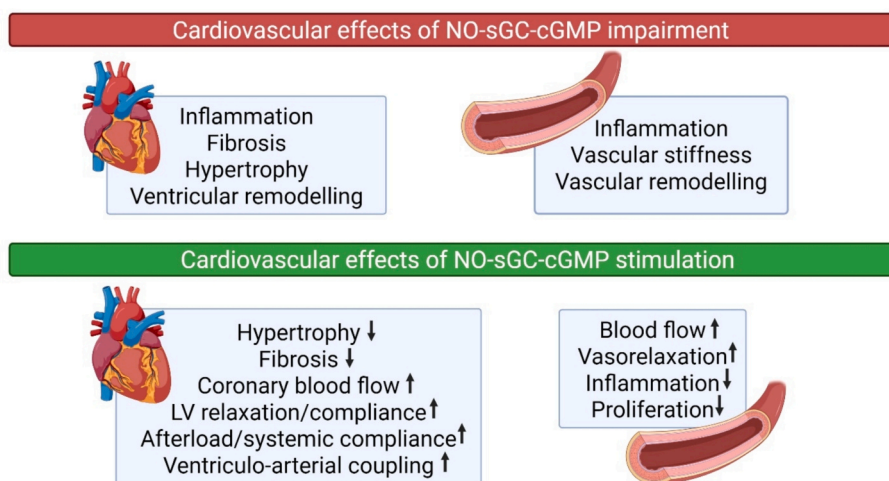 Cardiovascular effects of NO-sGC-cGMP impairment
Inflammation
Fibrosis
Hypertrophy
Ventricular remodelling
Inflammation
Vascular stiffness
Vascular remodelling
Cardiovascular effects of NO-sGC-cGMP stimulation
Hypertrophy ↓
Fibrosis ↓
Coronary blood flow ↑
LV relaxation/compliance ↑
Afterload/systemic compliance ↑
Ventriculo-arterial coupling ↑
Blood flow ↑
Vasorelaxation ↑
Inflammation ↓
Proliferation ↓